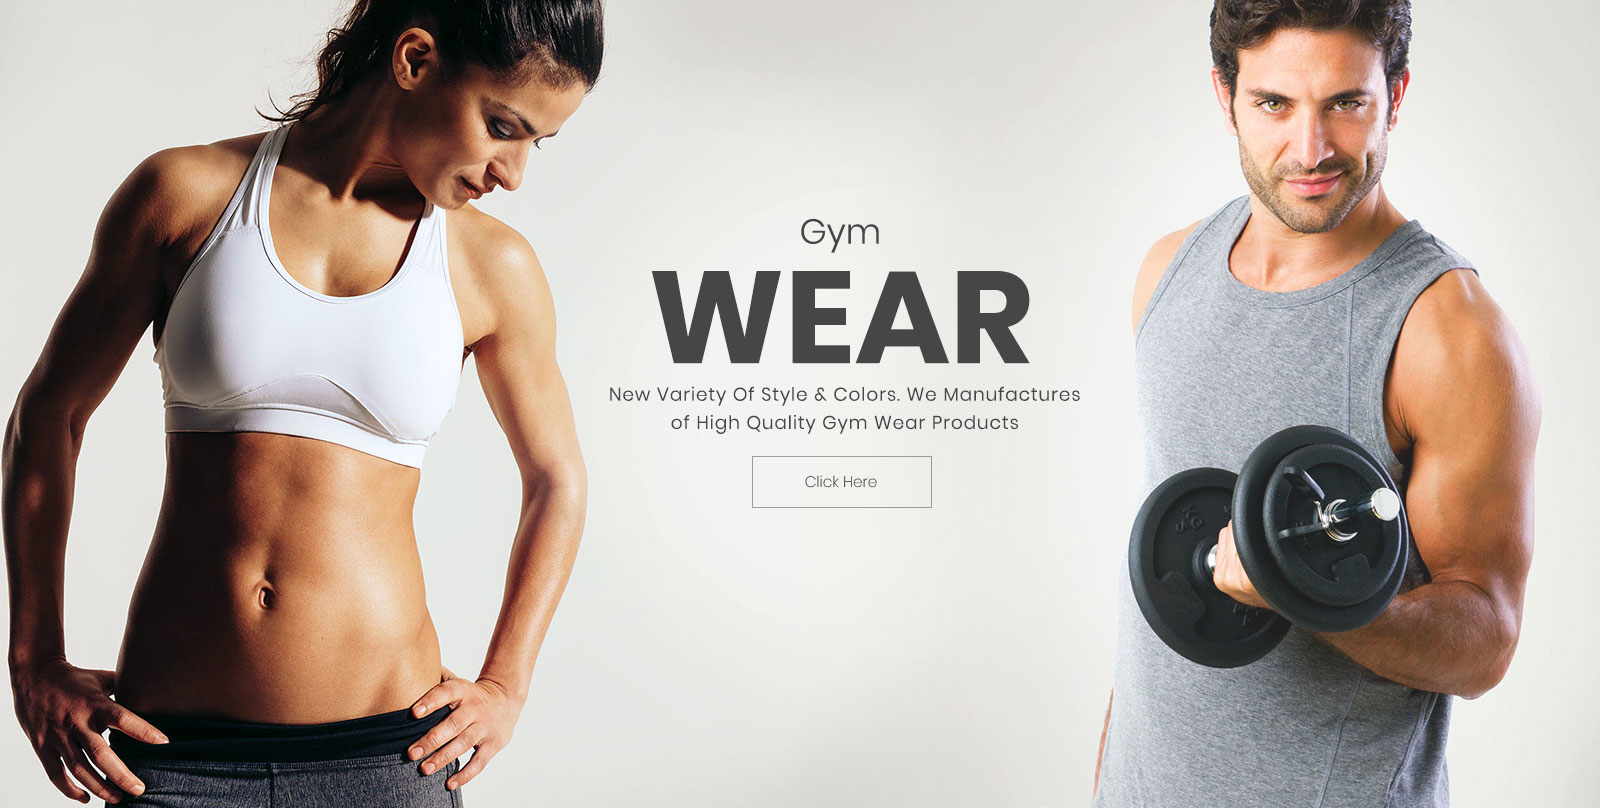 Gym
WEAR
New Variety Of Style & Colors. We Manufactures
of High Quality Gym Wear Products
Click Here